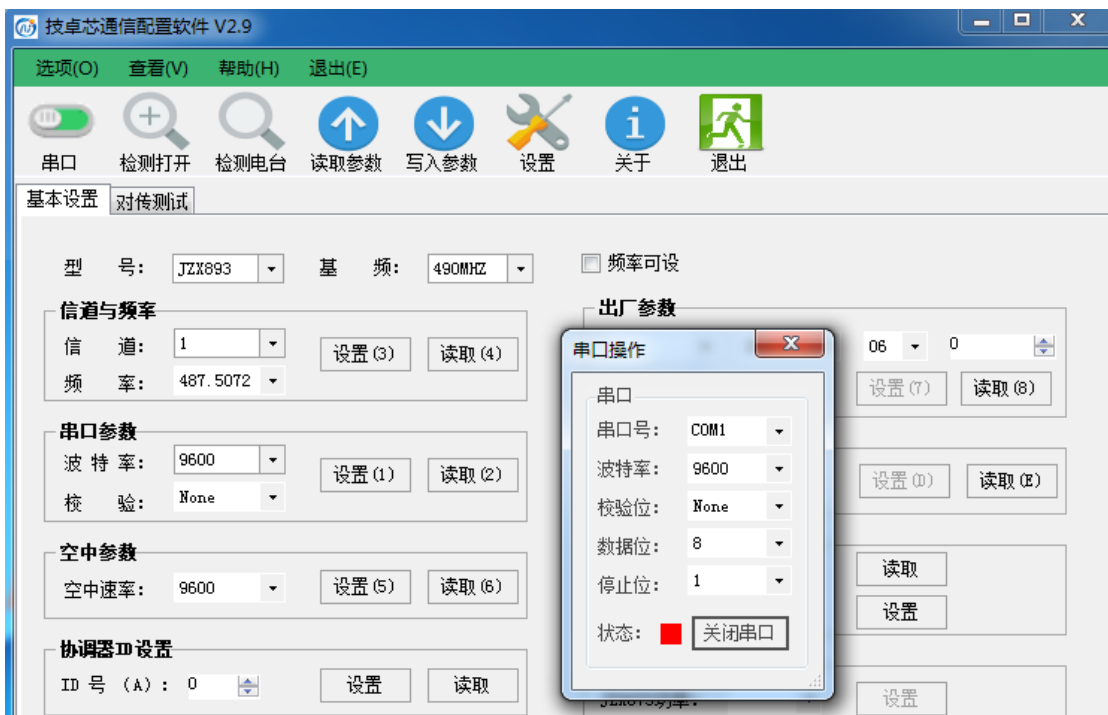 技卓芯通信配置软件 V2.9
选项(O) 查看(V) 帮助(H) 退出(E)
串口 检测打开 检测电台 读取参数 写入参数 设置 关于 退出
基本设置 对传测试
型 号: JZX893 基 频: 490MHZ 频率可设
信道与频率
信 道: 1 设置(3) 读取(4)
频 率: 487.5072
串口参数
波特率: 9600 设置(1) 读取(2)
校 验: None
空中参数
空中速率: 9600 设置(5) 读取(6)
协调器ID设置
ID号 (A): 0 设置 读取
出厂参数
06 0
设置(7) 读取(8)
设置(D) 读取(E)
读取
设置
设置
串口操作
串口
串口号: COM1
波特率: 9600
校验位: None
数据位: 8
停止位: 1
状态: 关闭串口